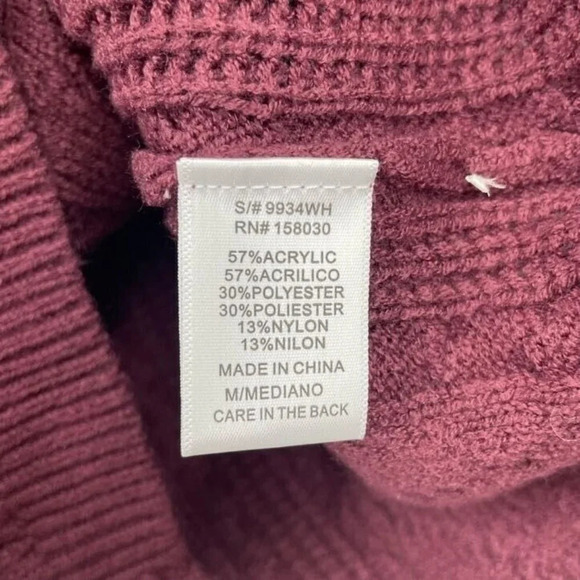 S/# 9934WH
RN# 158030
57%ACRYLIC
57%ACRILICO
30%POLYESTER
30%POLIESTER
13%NYLON
13%NILON
MADE IN CHINA
M/MEDIANO
CARE IN THE BACK